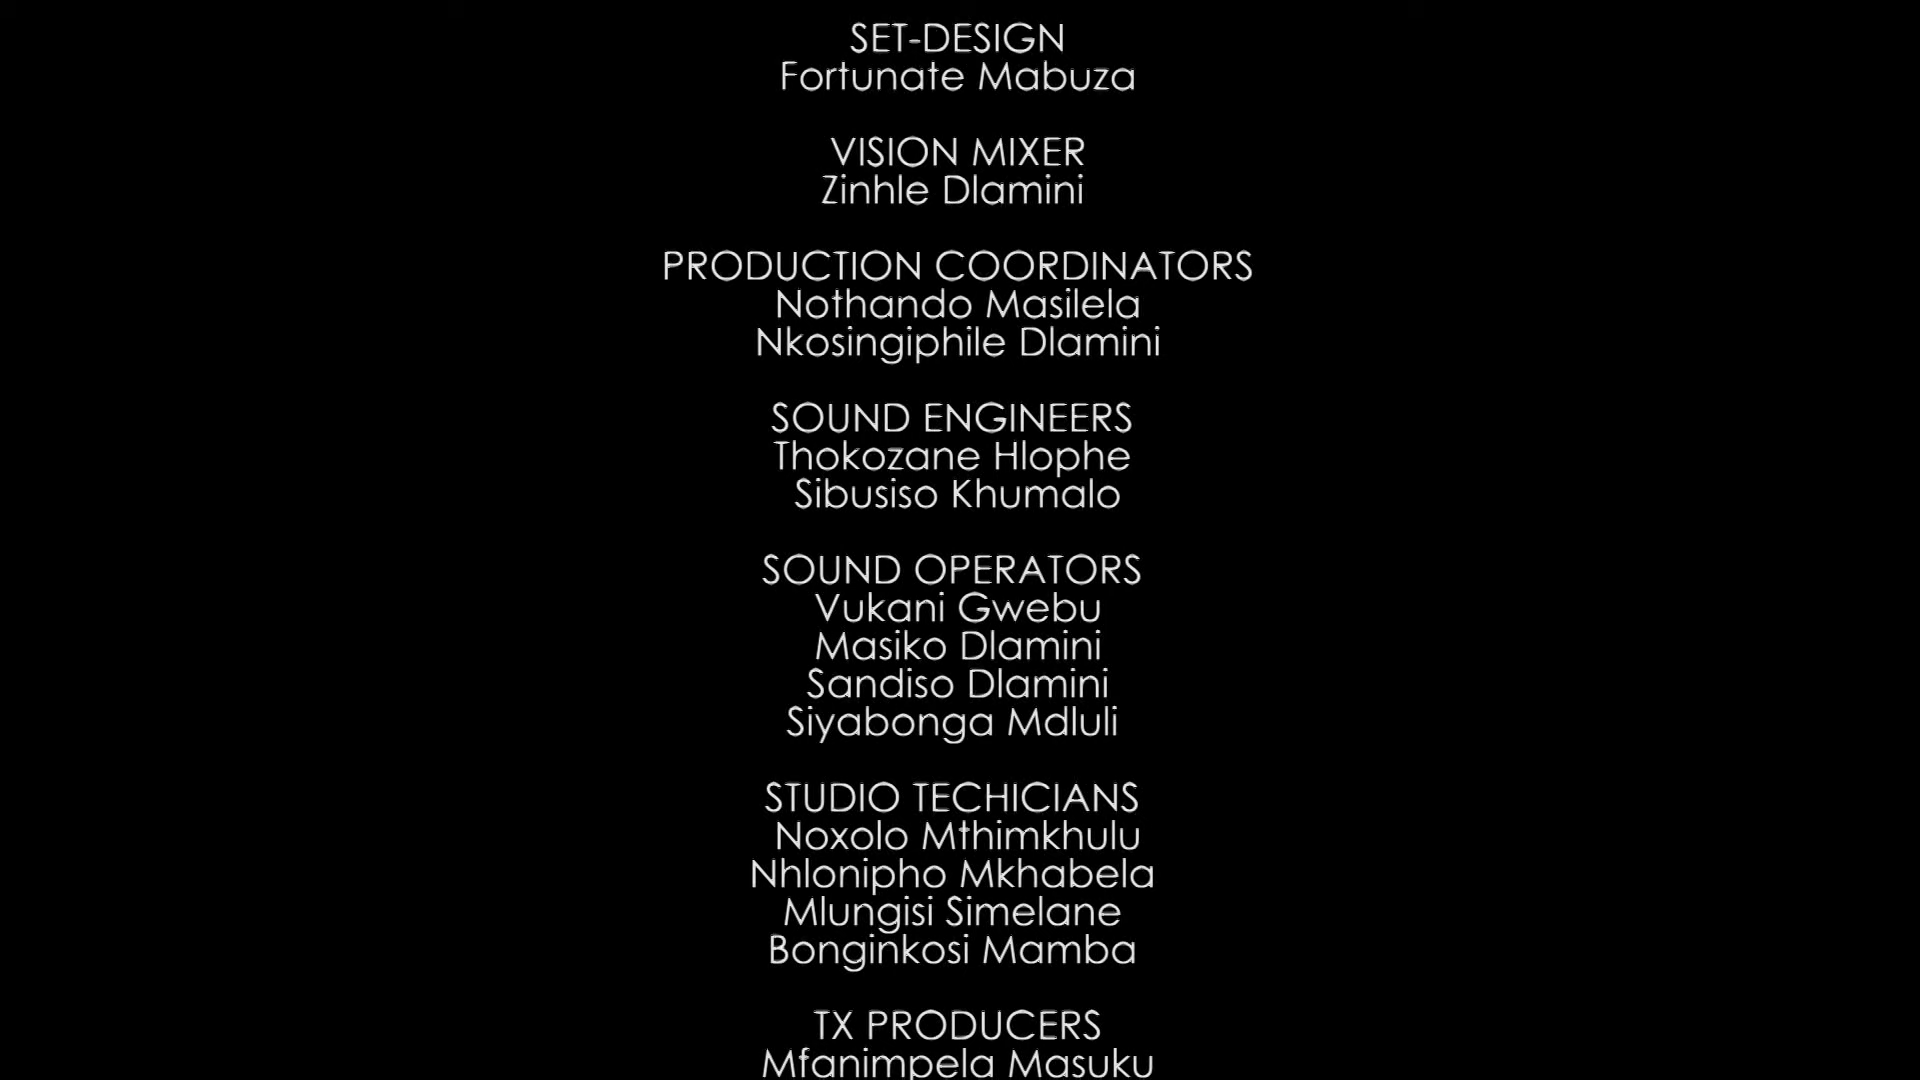 SET-DESIGN
Fortunate Mabuza
VISION MIXER
Zinhle Dlamini
PRODUCTION COORDINATORS
Nothando Masilela
Nkosingiphile Dlamini
SOUND ENGINEERS
Thokozane Hlophe
Sibusiso Khumalo
SOUND OPERATORS
Vukani Gwebu
Masiko Dlamini
Sandiso Dlamini
Siyabonga Mdluli
STUDIO TECHICIANS
Noxolo Mthimkhulu
Nhlonipho Mkhabela
Mlungisi Simelane
Bonginkosi Mamba
TX PRODUCERS
Mfanimpela Masuku